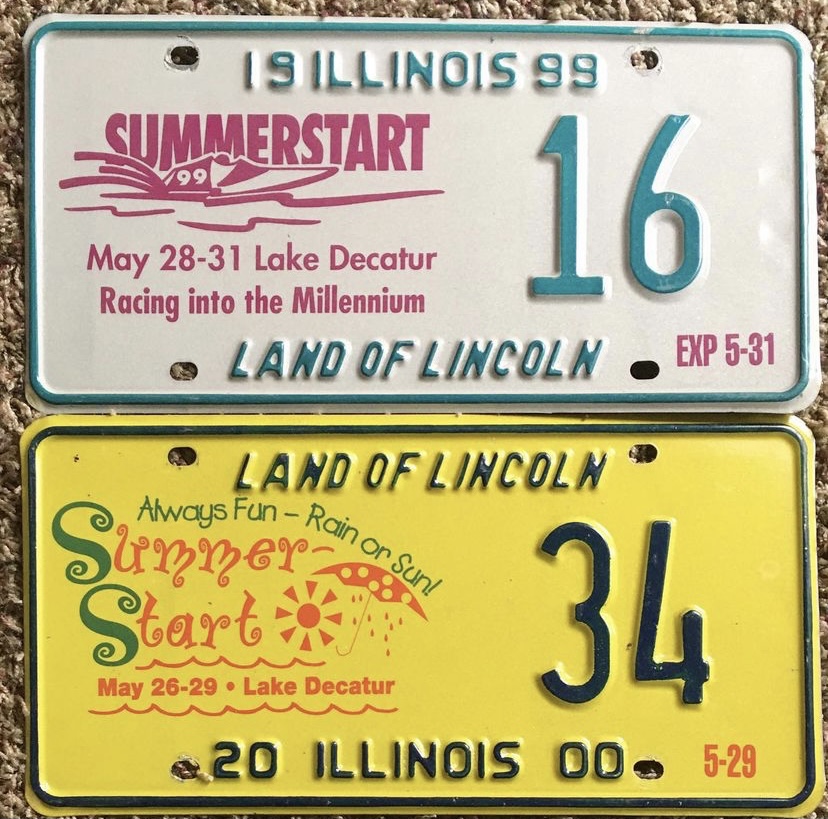 19 ILLINOIS 99
SUMMERSTART
99
16
May 28-31 Lake Decatur
Racing into the Millennium
LAND OF LINCOLN
EXP 5-31
LAND OF LINCOLN
Always Fun – Rain or Sun!
Summer-
Start
34
May 26-29 • Lake Decatur
20 ILLINOIS 00
5-29